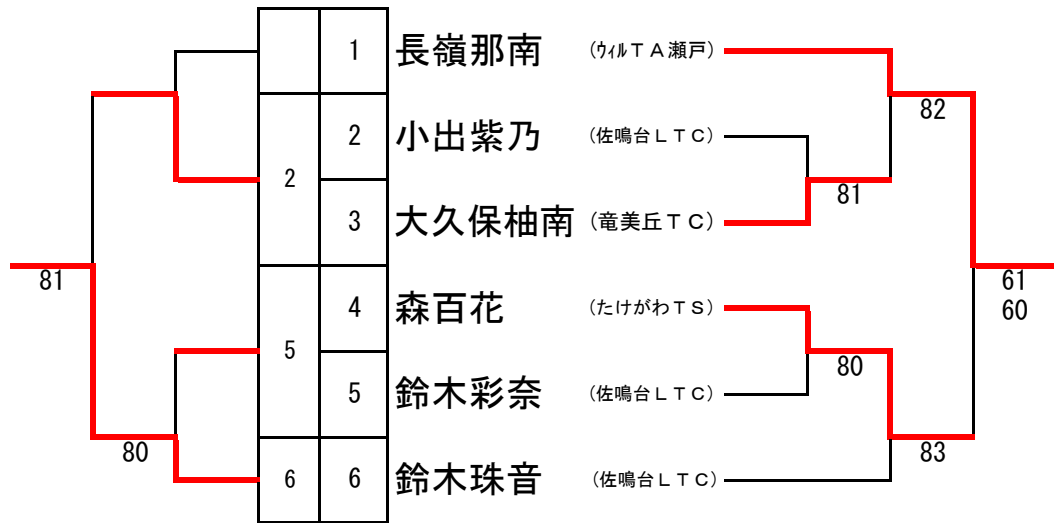 1 長嶺那南 (ウィルTA瀬戸)
82
2 小出紫乃 (佐鳴台LTC)
2
81
3 大久保柚南 (竜美丘TC)
81
61
60
4 森百花 (たけがわTS)
5
80
5 鈴木彩奈 (佐鳴台LTC)
80
83
6 6 鈴木珠音 (佐鳴台LTC)